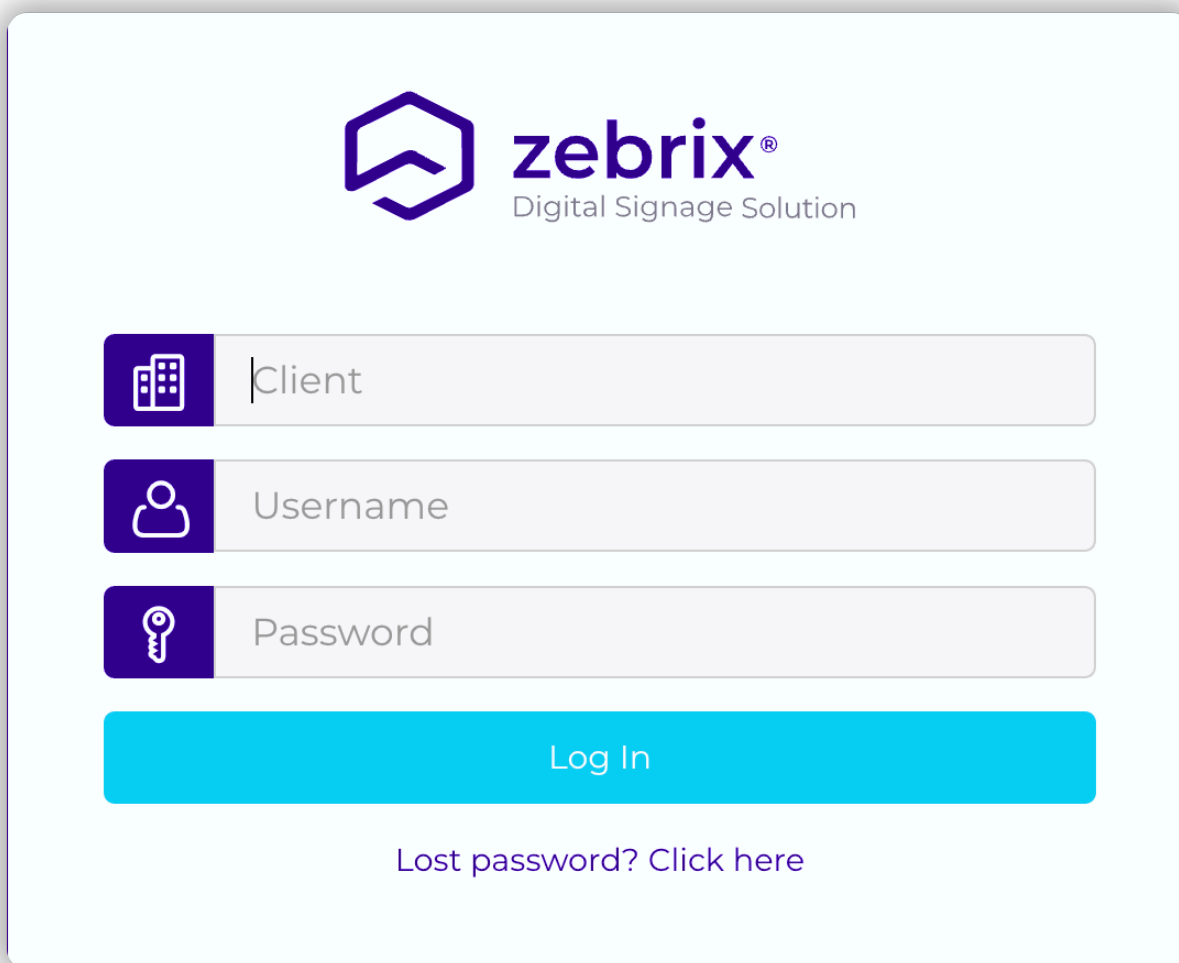 zebrix®
Digital Signage Solution
Client
Username
Password
Log In
Lost password? Click here